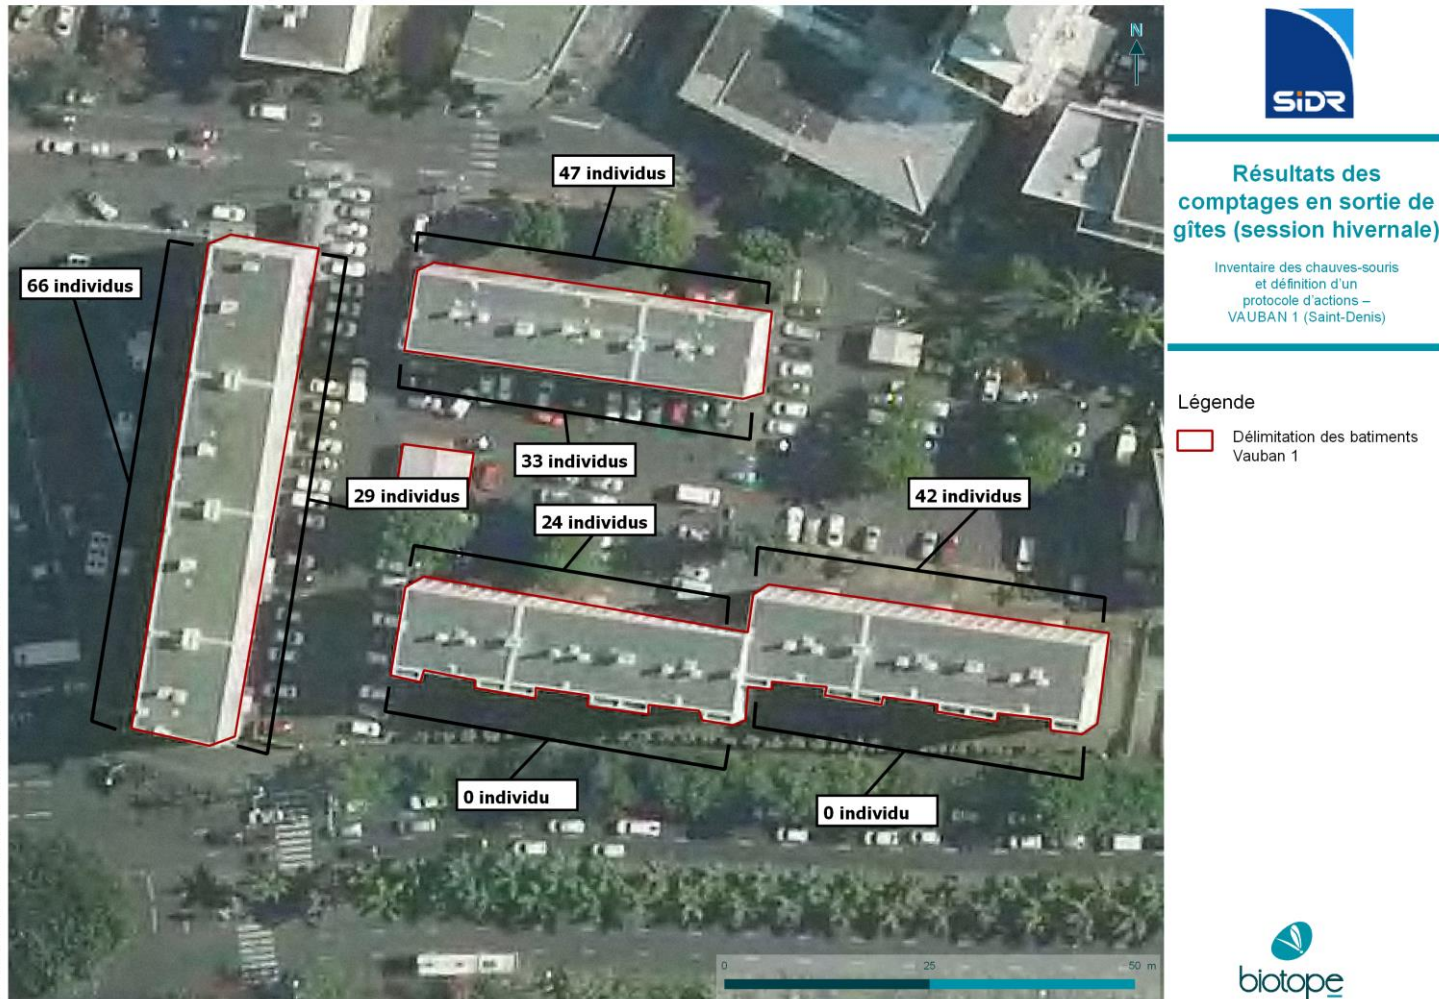 N
47 individus
66 individus
33 individus
29 individus
42 individus
24 individus
0 individu
0 individu
0
25
50 m
SiDR
Résultats des
comptages en sortie de
gîtes (session hivernale)
Inventaire des chauves-souris
et définition d'un
protocole d'actions –
VAUBAN 1 (Saint-Denis)
Légende
Délimitation des batiments
Vauban 1
biotope